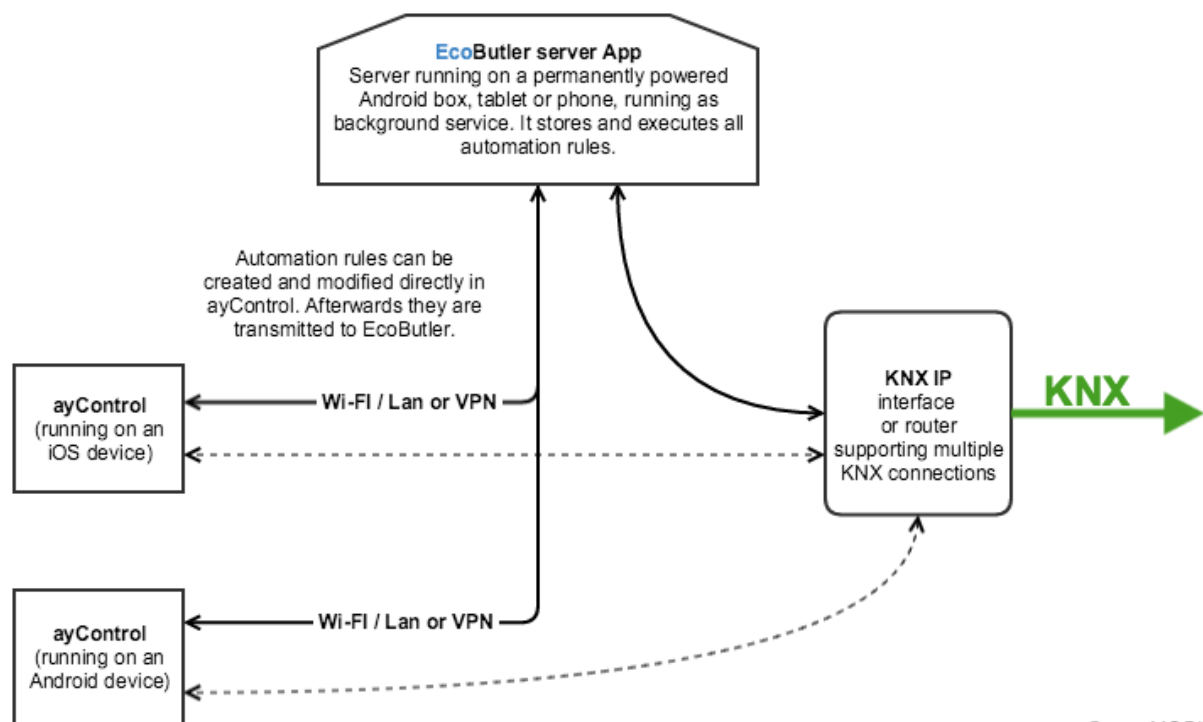 EcoButler server App
Server running on a permanently powered
Android box, tablet or phone, running as
background service. It stores and executes all
automation rules.
Automation rules can be
created and modified directly in
ayControl. Afterwards they are
transmitted to EcoButler.
ayControl
(running on an
iOS device)
Wi-FI / Lan or VPN
KNX IP
interface
or router
supporting multiple
KNX connections
KNX
ayControl
(running on an
Android device)
Wi-FI / Lan or VPN